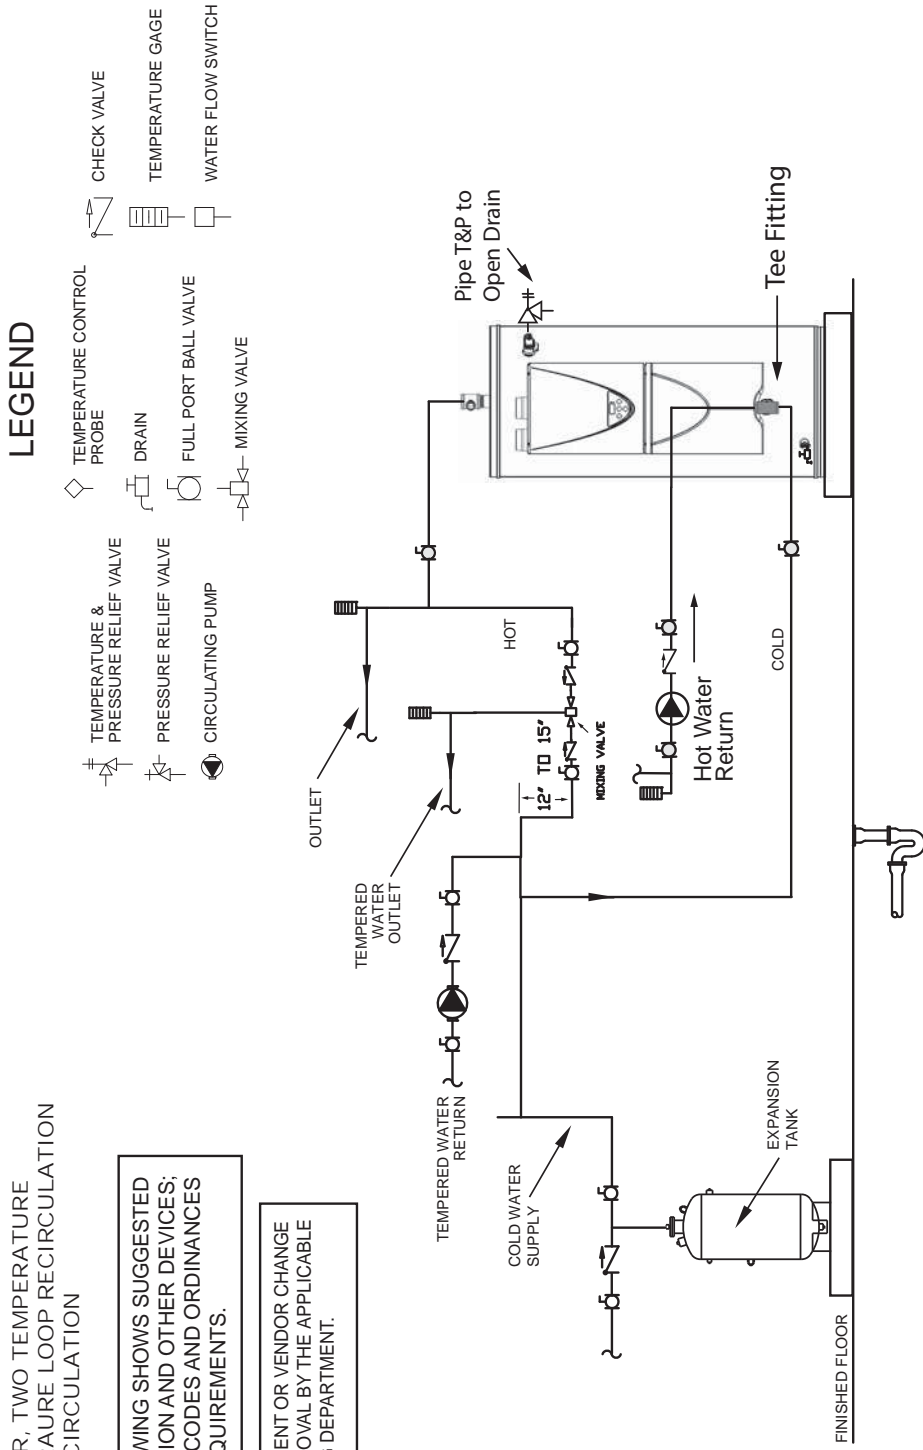 R, TWO TEMPERATURE
AURE LOOP RECIRCULATION
CIRCULATION
WING SHOWS SUGGESTED
ION AND OTHER DEVICES;
CODES AND ORDINANCES
QUIREMENTS.
ENT OR VENDOR CHANGE
OVAL BY THE APPLICABLE
DEPARTMENT.
LEGEND
TEMPERATURE &
PRESSURE RELIEF VALVE
PRESSURE RELIEF VALVE
CIRCULATING PUMP
TEMPERATURE CONTROL
PROBE
DRAIN
FULL PORT BALL VALVE
MIXING VALVE
CHECK VALVE
TEMPERATURE GAGE
WATER FLOW SWITCH
OUTLET
TEMPERED
WATER
OUTLET
TEMPERED WATER
RETURN
COLD WATER
SUPPLY
HOT
12" TO 15"
MIXING VALVE
Hot Water
Return
COLD
Pipe T&P to
Open Drain
Tee Fitting
EXPANSION
TANK
FINISHED FLOOR